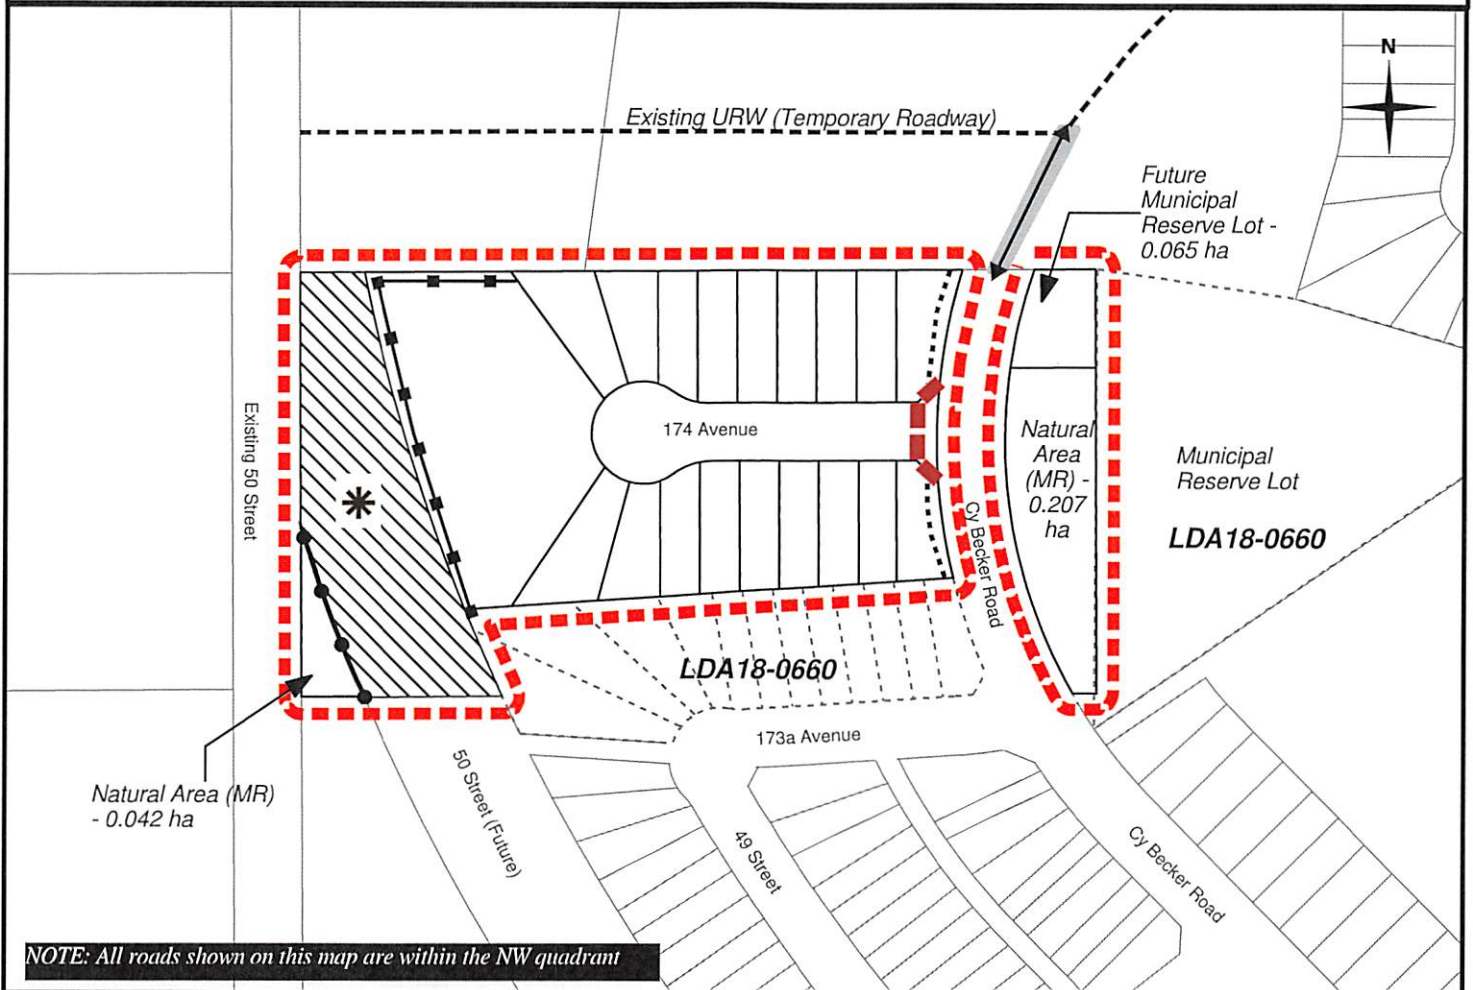 N
Existing URW (Temporary Roadway)
Future
Municipal
Reserve Lot -
0.065 ha
Existing 50 Street
174 Avenue
Natural
Area
(MR) -
0.207
ha
Municipal
Reserve Lot
LDA18-0660
Cy Becker Road
LDA18-0660
173a Avenue
Natural Area (MR)
- 0.042 ha
50 Street (Future)
49 Street
Cy Becker Road
NOTE: All roads shown on this map are within the NW quadrant